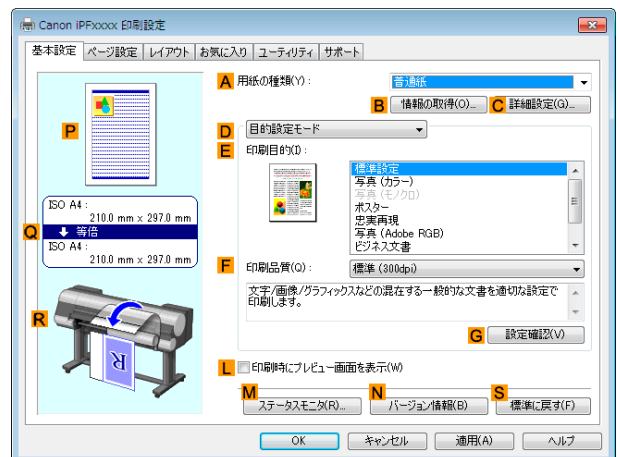 Canon iPFxxxx 印刷設定
基本設定 ページ設定 レイアウト お気に入り ユーティリティ サポート
A 用紙の種類(Y): 普通紙
B 情報の取得(O)... C 詳細設定(G)...
P
D 目的設定モード
E 印刷目的(I):
標準設定
写真 (カラー)
写真 (モノクロ)
ポスター
忠実再現
写真 (Adobe RGB)
ビジネス文書
ISO A4 :
210.0 mm x 297.0 mm
Q 等倍
ISO A4 :
210.0 mm x 297.0 mm
F 印刷品質(Q): 標準 (300dpi)
文字/画像/グラフィックスなどの混在する一般的な文書を適切な設定で
印刷します。
R
R
G 設定確認(V)
L 印刷時にプレビュー画面を表示(W)
M ステータスモニタ(R)... N バージョン情報(B) S 標準に戻す(F)
OK キャンセル 適用(A) ヘルプ